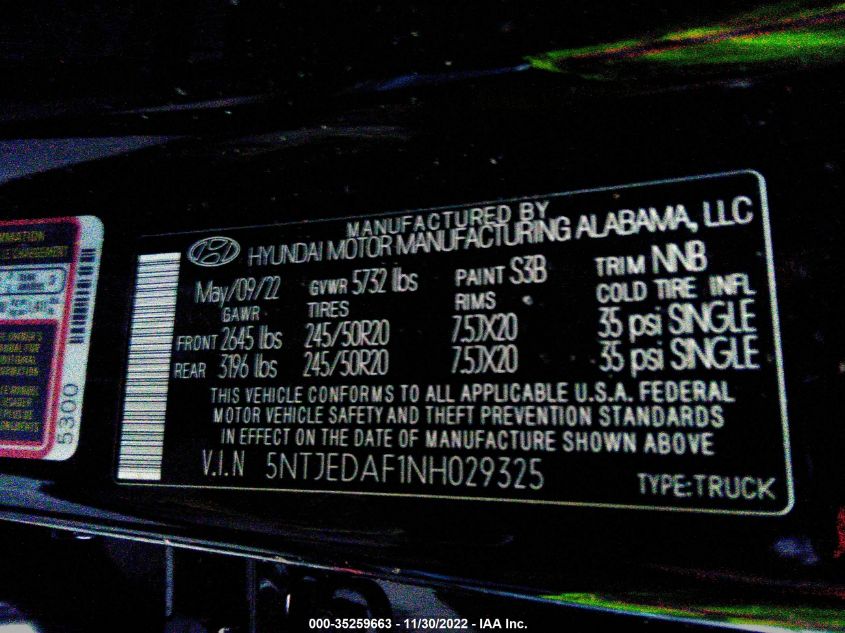 MANUFACTURED BY
HYUNDAI MOTOR MANUFACTURING ALABAMA, LLC
May/09/22 GVWR 5732 lbs PAINT S3B TRIM NNB
GAWR TIRES RIMS COLD TIRE INFL
FRONT 2645 lbs 245/50R20 7.5JX20 35 psi SINGLE
REAR 3196 lbs 245/50R20 7.5JX20 35 psi SINGLE
THIS VEHICLE CONFORMS TO ALL APPLICABLE U.S.A. FEDERAL
MOTOR VEHICLE SAFETY AND THEFT PREVENTION STANDARDS
IN EFFECT ON THE DATE OF MANUFACTURE SHOWN ABOVE
V.I.N 5NTJEDAF1NH029325
TYPE:TRUCK
5300
000-35259663 - 11/30/2022 - IAA Inc.